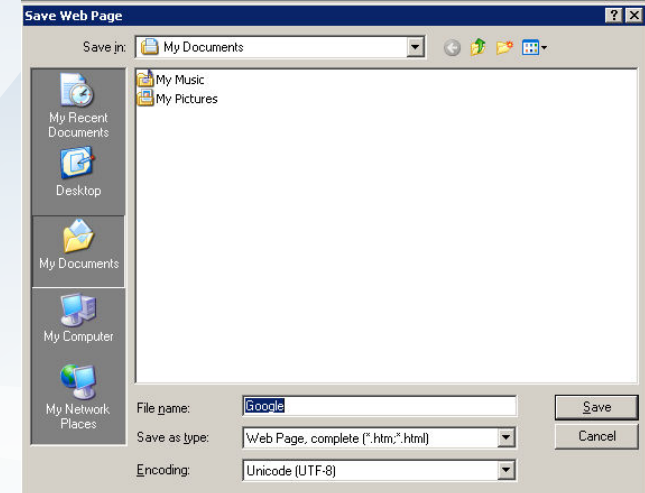 Save Web Page
Save in: My Documents
My Music
My Pictures
My Recent
Documents
Desktop
My Documents
My Computer
My Network
Places
File name: Google
Save
Save as type: Web Page, complete (*.htm;*.html)
Cancel
Encoding: Unicode (UTF-8)